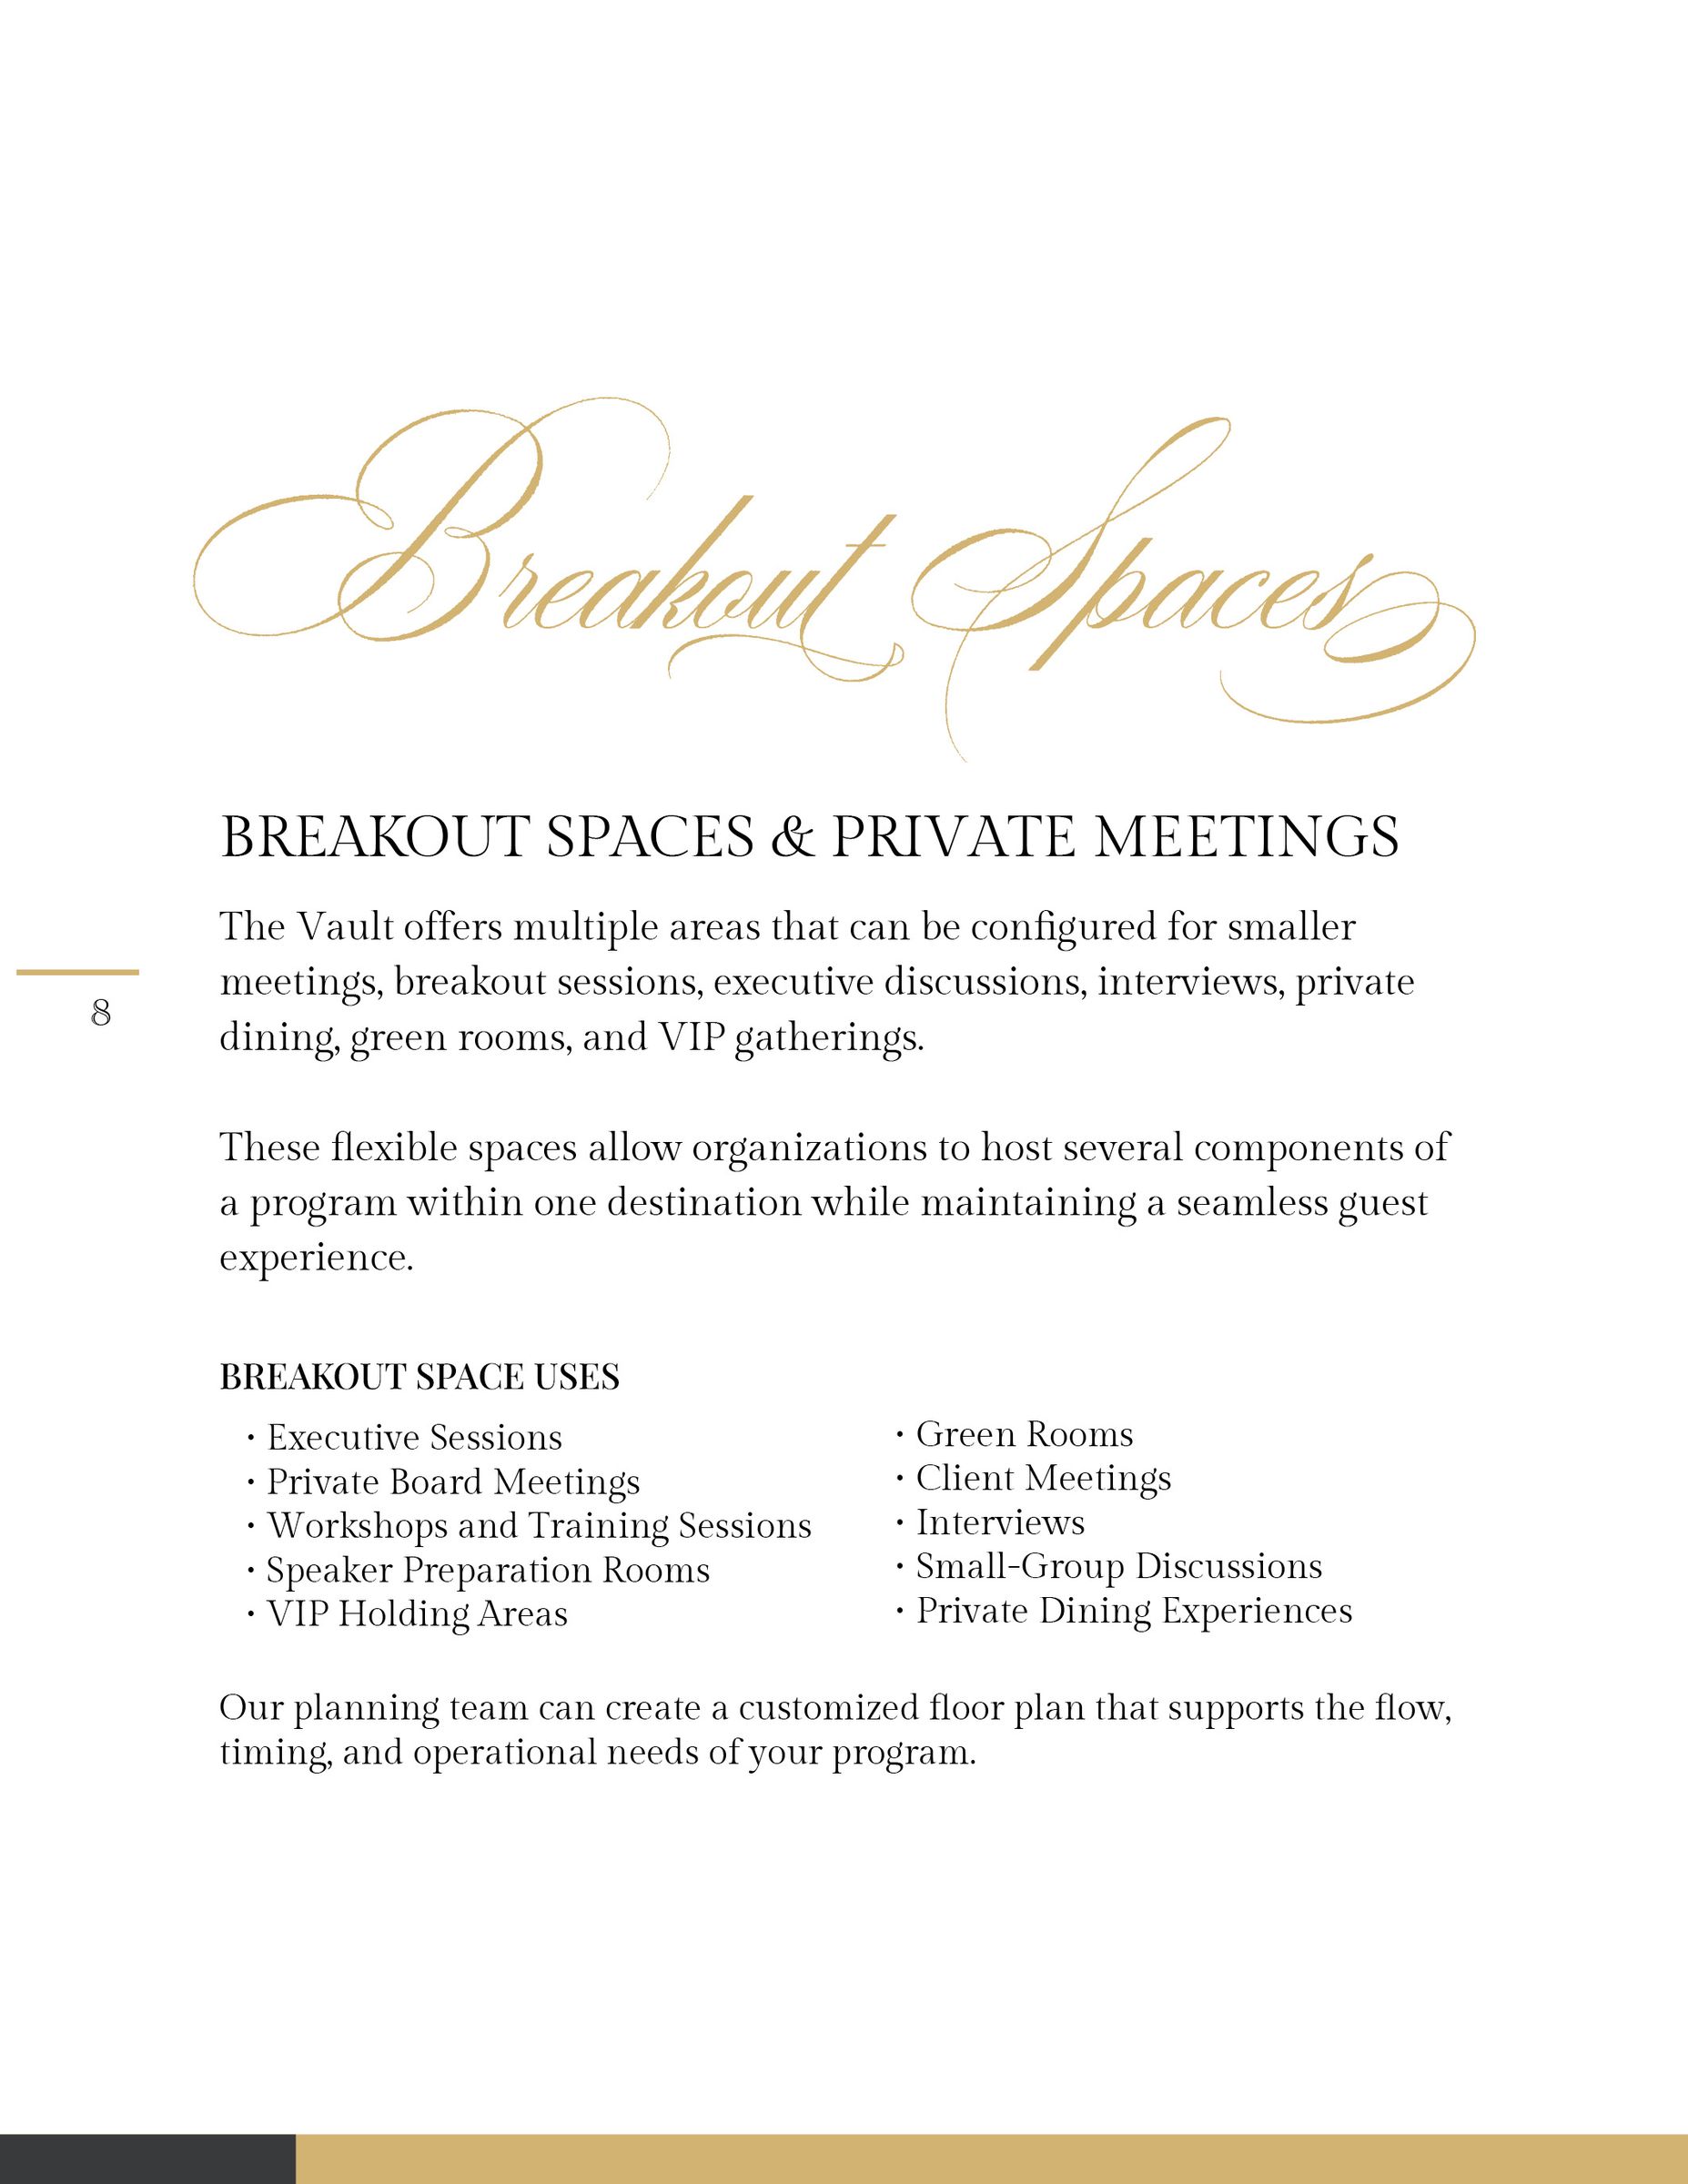 Breakout Spaces
BREAKOUT SPACES & PRIVATE MEETINGS
The Vault offers multiple areas that can be configured for smaller
meetings, breakout sessions, executive discussions, interviews, private
dining, green rooms, and VIP gatherings.
8
These flexible spaces allow organizations to host several components of
a program within one destination while maintaining a seamless guest
experience.
BREAKOUT SPACE USES
• Executive Sessions
• Private Board Meetings
• Workshops and Training Sessions
• Speaker Preparation Rooms
• VIP Holding Areas
• Green Rooms
• Client Meetings
• Interviews
• Small-Group Discussions
• Private Dining Experiences
Our planning team can create a customized floor plan that supports the flow,
timing, and operational needs of your program.